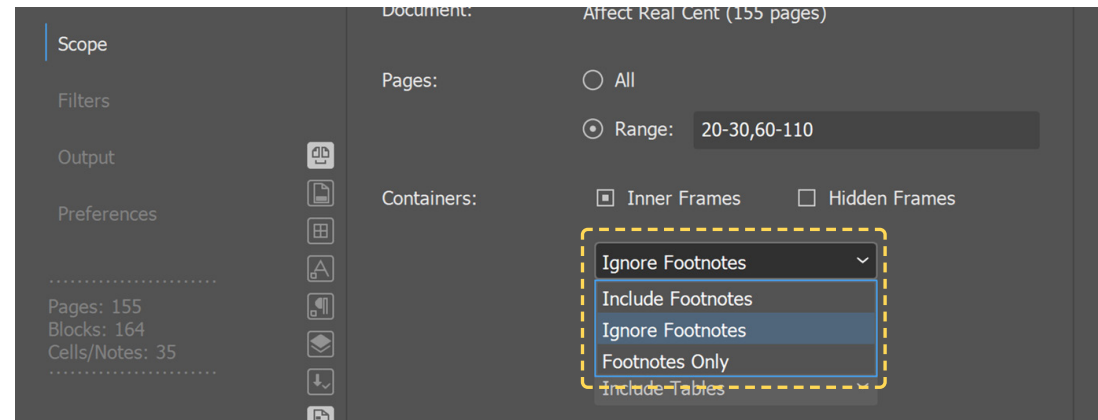 Document: Affect Real Cent (155 pages)
Scope
Pages: All
Filters
Range: 20-30,60-110
Output
Containers: Inner Frames Hidden Frames
Preferences
Ignore Footnotes
Include Footnotes
Pages: 155
Blocks: 164
Ignore Footnotes
Cells/Notes: 35
Footnotes Only
Include Tables